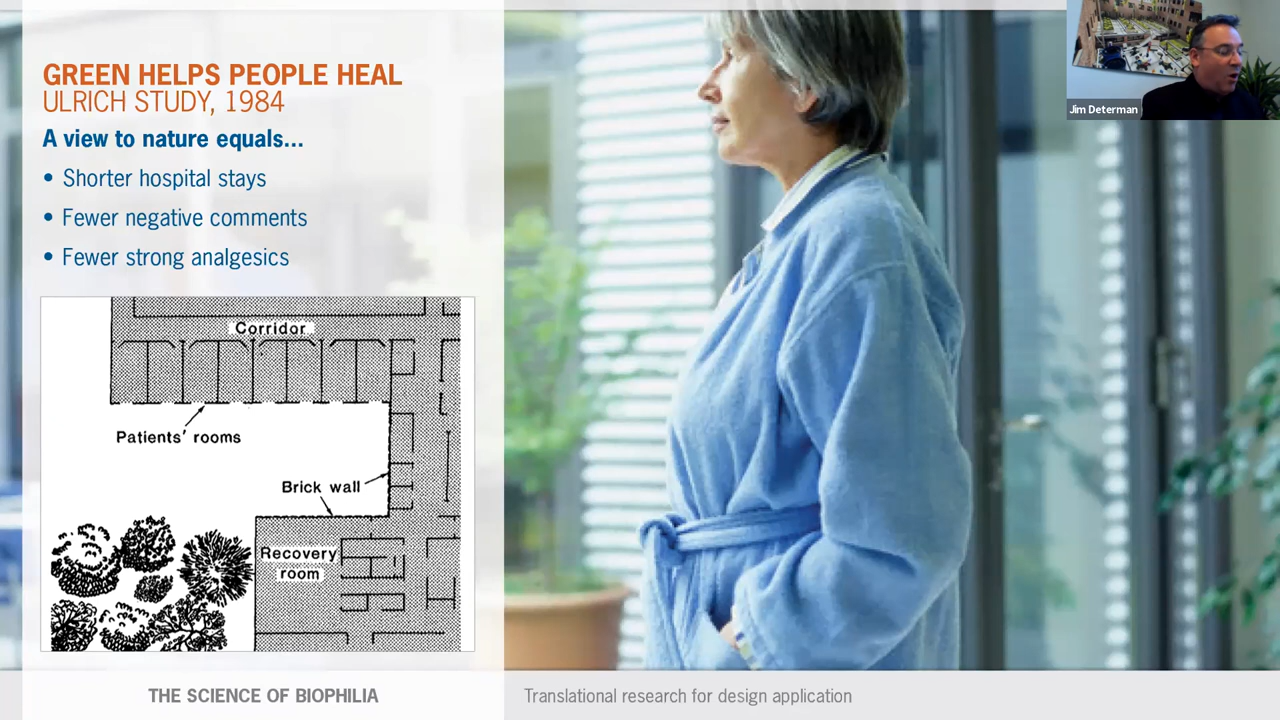 GREEN HELPS PEOPLE HEAL
ULRICH STUDY, 1984
A view to nature equals...
• Shorter hospital stays
• Fewer negative comments
• Fewer strong analgesics
Corridor
Patients' rooms
Brick wall
Recovery
room
THE SCIENCE OF BIOPHILIA
Translational research for design application
Jim Determan